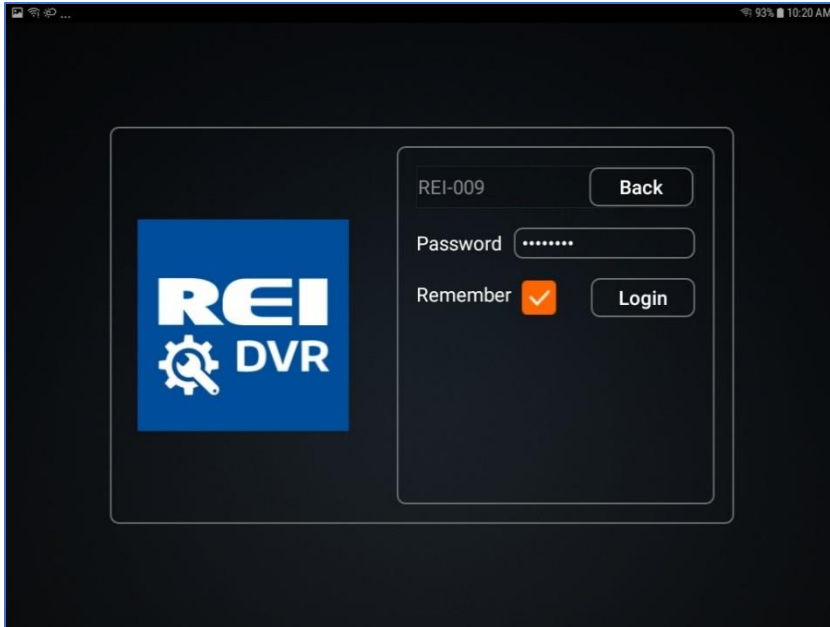 93% 10:20 AM
REI-009 Back
Password ••••••••
Remember Login
REI
DVR